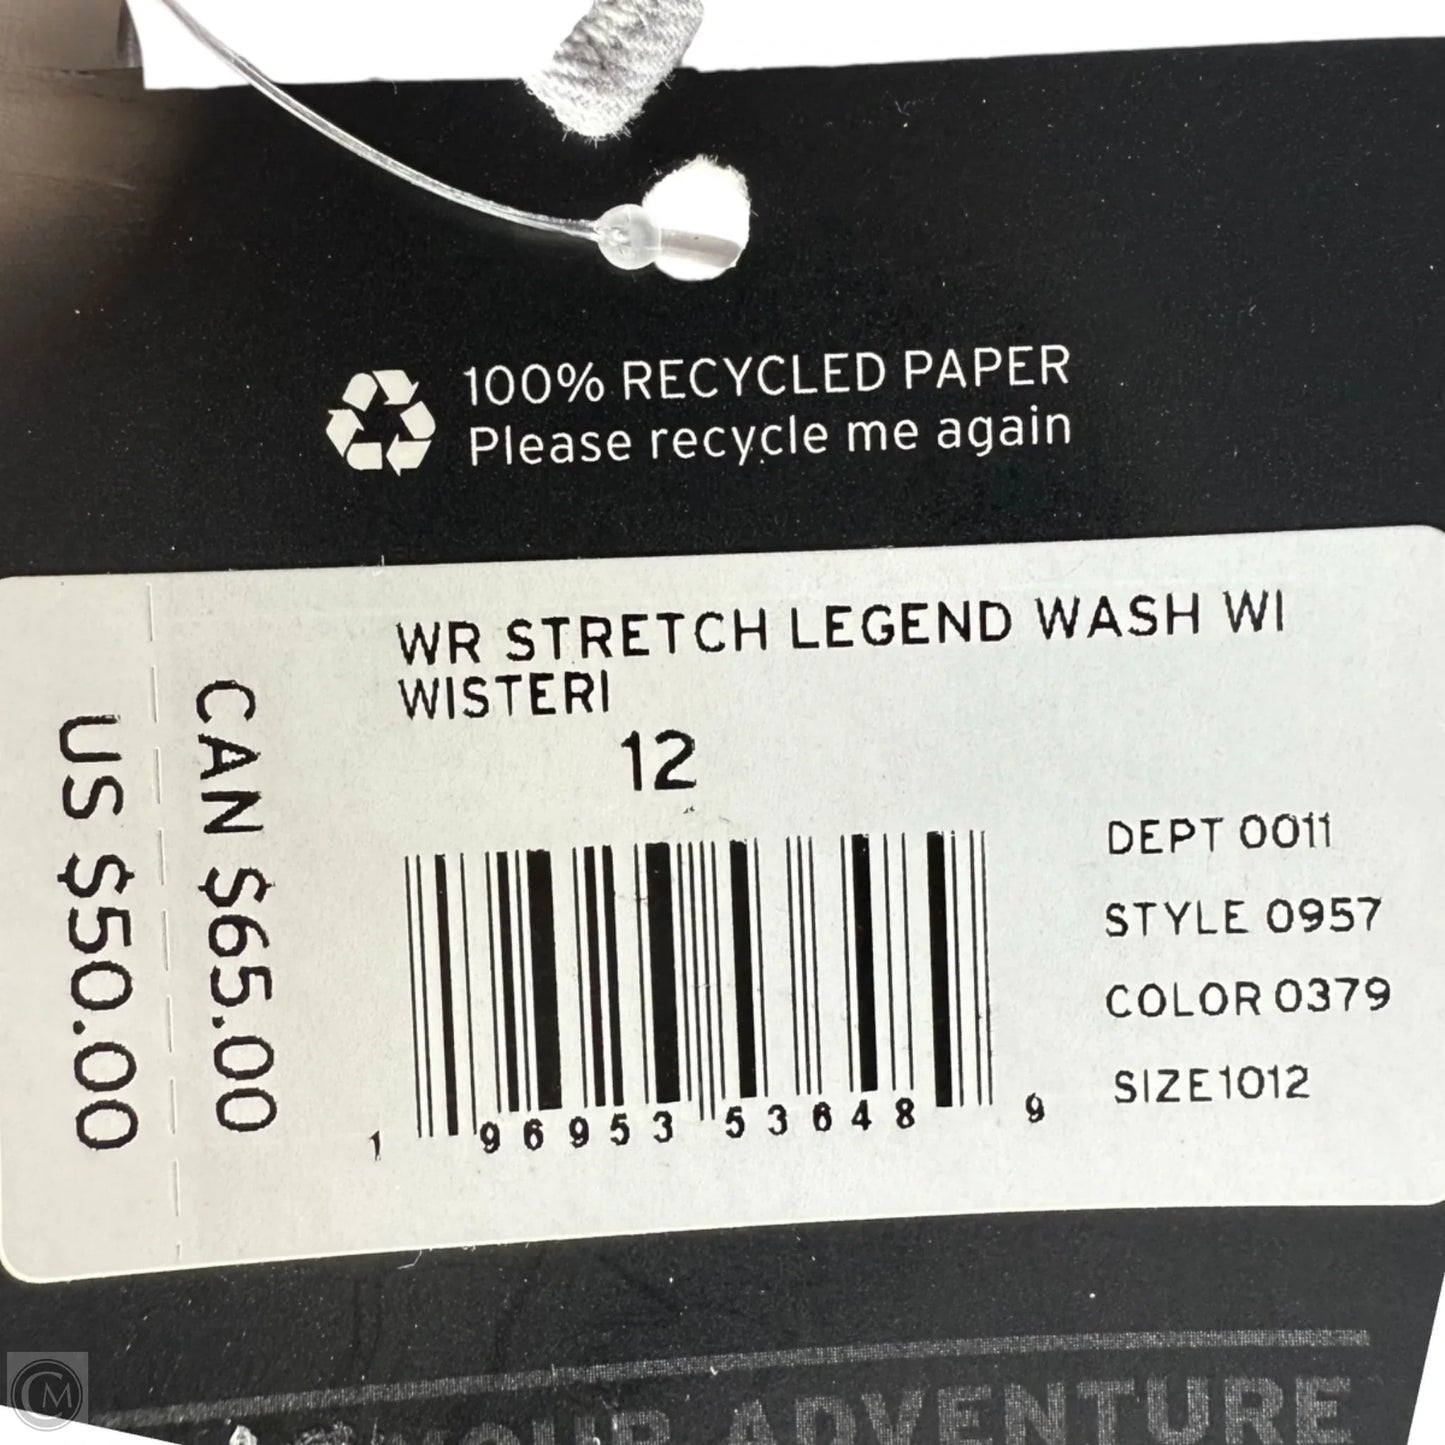 100% RECYCLED PAPER
Please recycle me again
WR STRETCH LEGEND WASH WI
WISTERI
12
DEPT 0011
STYLE 0957
COLOR 0379
SIZE1012
1 96953 53648 9
CAN $65.00
US $50.00
YOUR ADVENTURE
CM